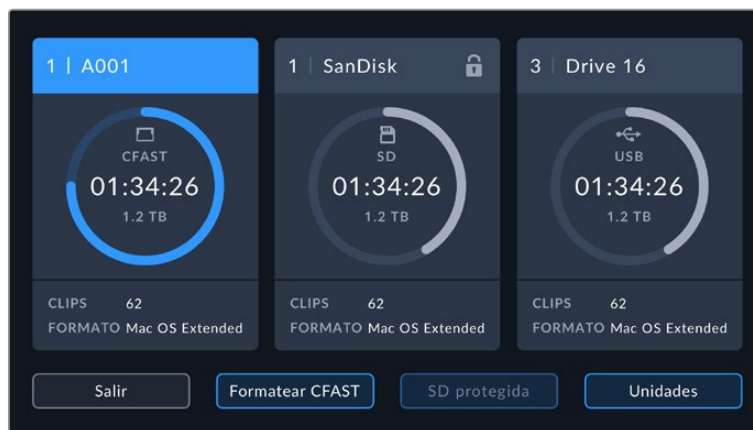 1 | A001
CFAST
01:34:26
1.2 TB
CLIPS 62
FORMATO Mac OS Extended
1 | SanDisk
SD
01:34:26
1.2 TB
CLIPS 62
FORMATO Mac OS Extended
3 | Drive 16
USB
01:34:26
1.2 TB
CLIPS 62
FORMATO Mac OS Extended
Salir
Formatear CFAST
SD protegida
Unidades